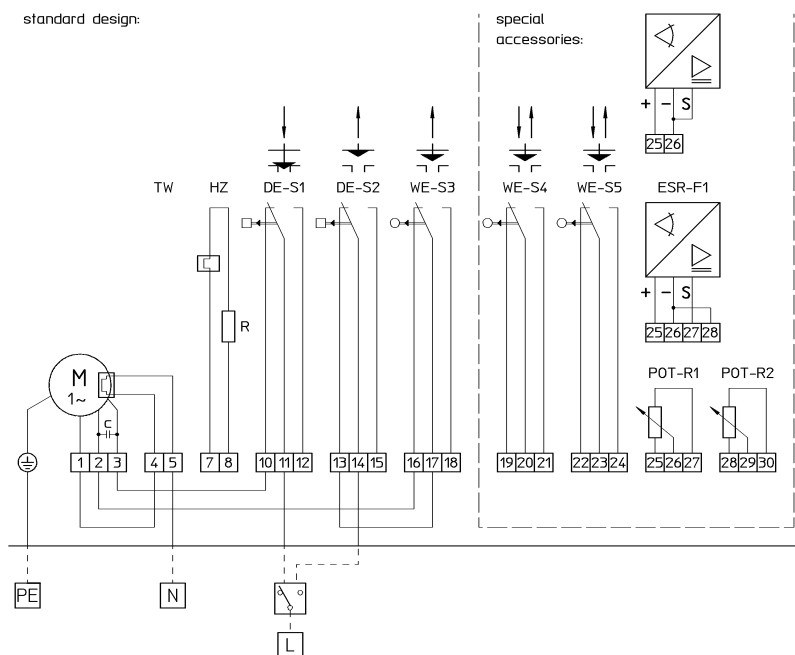 standard design:
special
accessories:
+ − S
25 26
TW HZ DE-S1 DE-S2 WE-S3 WE-S4 WE-S5 ESR-F1
+ − S
R
25 26 27 28
M
1~
POT-R1 POT-R2
C
1 2 3 4 5 7 8 10 11 12 13 14 15 16 17 18 19 20 21 22 23 24 25 26 27 28 29 30
PE N
L